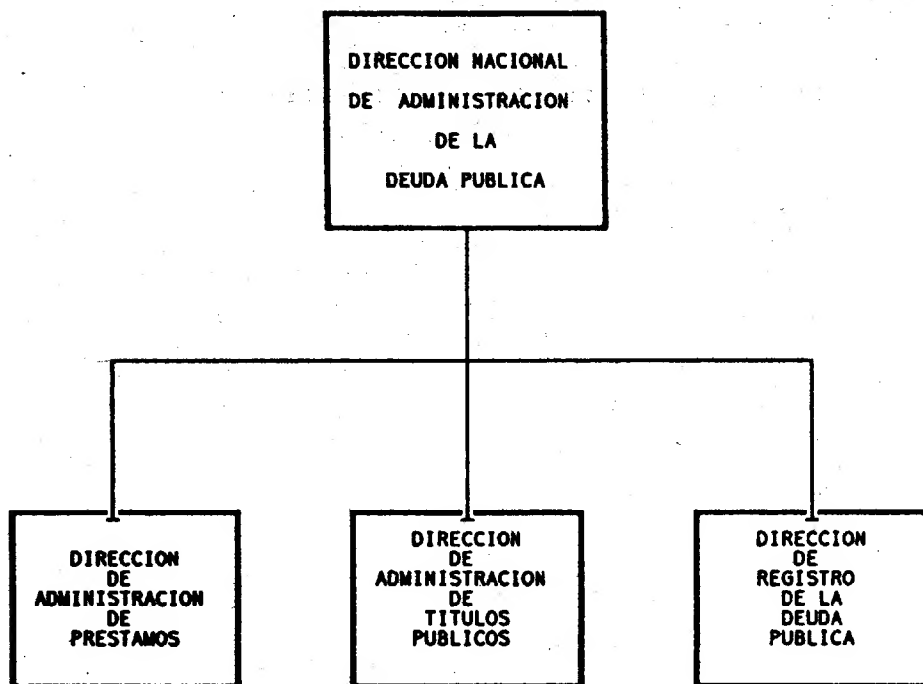 DIRECCION NACIONAL
DE ADMINISTRACION
DE LA
DEUDA PUBLICA
DIRECCION
DE
ADMINISTRACION
DE
PRESTAMOS
DIRECCION
DE
ADMINISTRACION
DE
TITULOS
PUBLICOS
DIRECCION
DE
REGISTRO
DE LA
DEUDA
PUBLICA